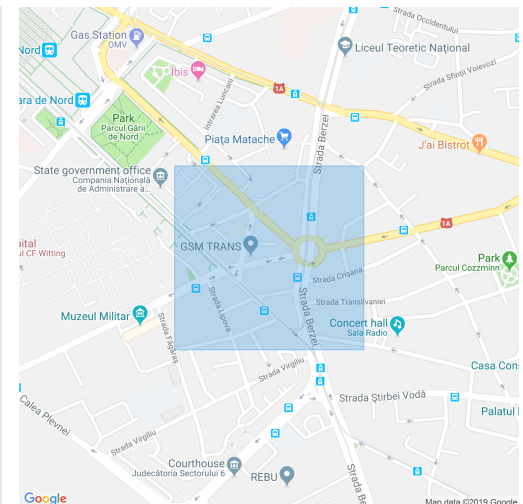 Strada Occidentului
Gas Station
OMV
Nord
Liceul Teoretic Național
Ibis
Strada Sfinții Voievozi
1A
ara de Nord
Intrarea Lunicani
Park
Parcul Gării
de Nord
Piața Matache
Strada Berzei
J'ai Bistrot
State government office
Compania Națională
de Administrare a...
1A
GSM TRANS
pital
ul CF Witting
Park
Parcul Cozzminn
Strada Crișana
Strada Transilvaniei
Strada Lipova
Strada Berzei
Muzeul Militar
Concert hall
Sala Radio
Strada Făgăraș
Casa Cons
Strada Virgiliu
Strada Știrbei Vodă
Calea Plevnei
Palatul
Strada Virgiliu
Courthouse
Judecătoria Sectorului 6
REBU
Strada Be
Google
Map data ©2019 Google